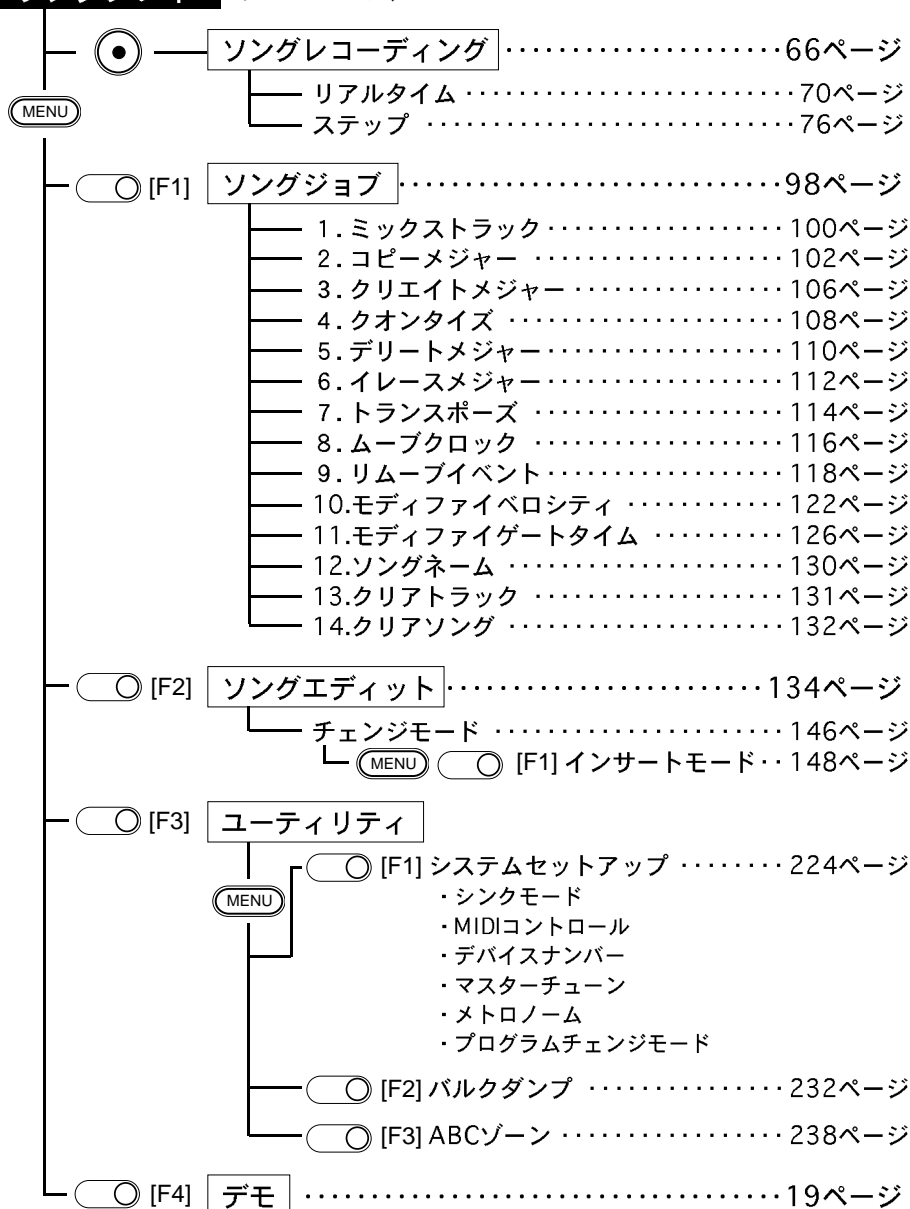 ソングレコーディング ・・・・・・・・・・・・・・・・・・・・・ 66ページ
リアルタイム ・・・・・・・・・・・・・・・・・・・・・・・・・ 70ページ
MENU
ステップ ・・・・・・・・・・・・・・・・・・・・・・・・・・・・ 76ページ
[F1] ソングジョブ ・・・・・・・・・・・・・・・・・・・・・・・・・・・・ 98ページ
1.ミックストラック ・・・・・・・・・・・・・・・・・・ 100ページ
2.コピーメジャー ・・・・・・・・・・・・・・・・・・・ 102ページ
3.クリエイトメジャー ・・・・・・・・・・・・・・・・ 106ページ
4.クオンタイズ ・・・・・・・・・・・・・・・・・・・・・ 108ページ
5.デリートメジャー ・・・・・・・・・・・・・・・・・・ 110ページ
6.イレースメジャー ・・・・・・・・・・・・・・・・・・ 112ページ
7.トランスポーズ ・・・・・・・・・・・・・・・・・・・ 114ページ
8.ムーブクロック ・・・・・・・・・・・・・・・・・・・ 116ページ
9.リムーブイベント ・・・・・・・・・・・・・・・・・・ 118ページ
10.モディファイベロシティ ・・・・・・・・・・・・ 122ページ
11.モディファイゲートタイム ・・・・・・・・・・ 126ページ
12.ソングネーム ・・・・・・・・・・・・・・・・・・・・・ 130ページ
13.クリアトラック ・・・・・・・・・・・・・・・・・・・ 131ページ
14.クリアソング ・・・・・・・・・・・・・・・・・・・・・ 132ページ
[F2] ソングエディット ・・・・・・・・・・・・・・・・・・・・・・・・ 134ページ
チェンジモード ・・・・・・・・・・・・・・・・・・・・・・ 146ページ
MENU [F1] インサートモード ・・ 148ページ
[F3] ユーティリティ
[F1] システムセットアップ ・・・・・・・・ 224ページ
MENU
・シンクモード
・MIDIコントロール
・デバイスナンバー
・マスターチューン
・メトロノーム
・プログラムチェンジモード
[F2] バルクダンプ ・・・・・・・・・・・・・・・ 232ページ
[F3] ABCゾーン ・・・・・・・・・・・・・・・・・ 238ページ
[F4] デモ ・・・・・・・・・・・・・・・・・・・・・・・・・・・・・・・・・・・・ 19ページ